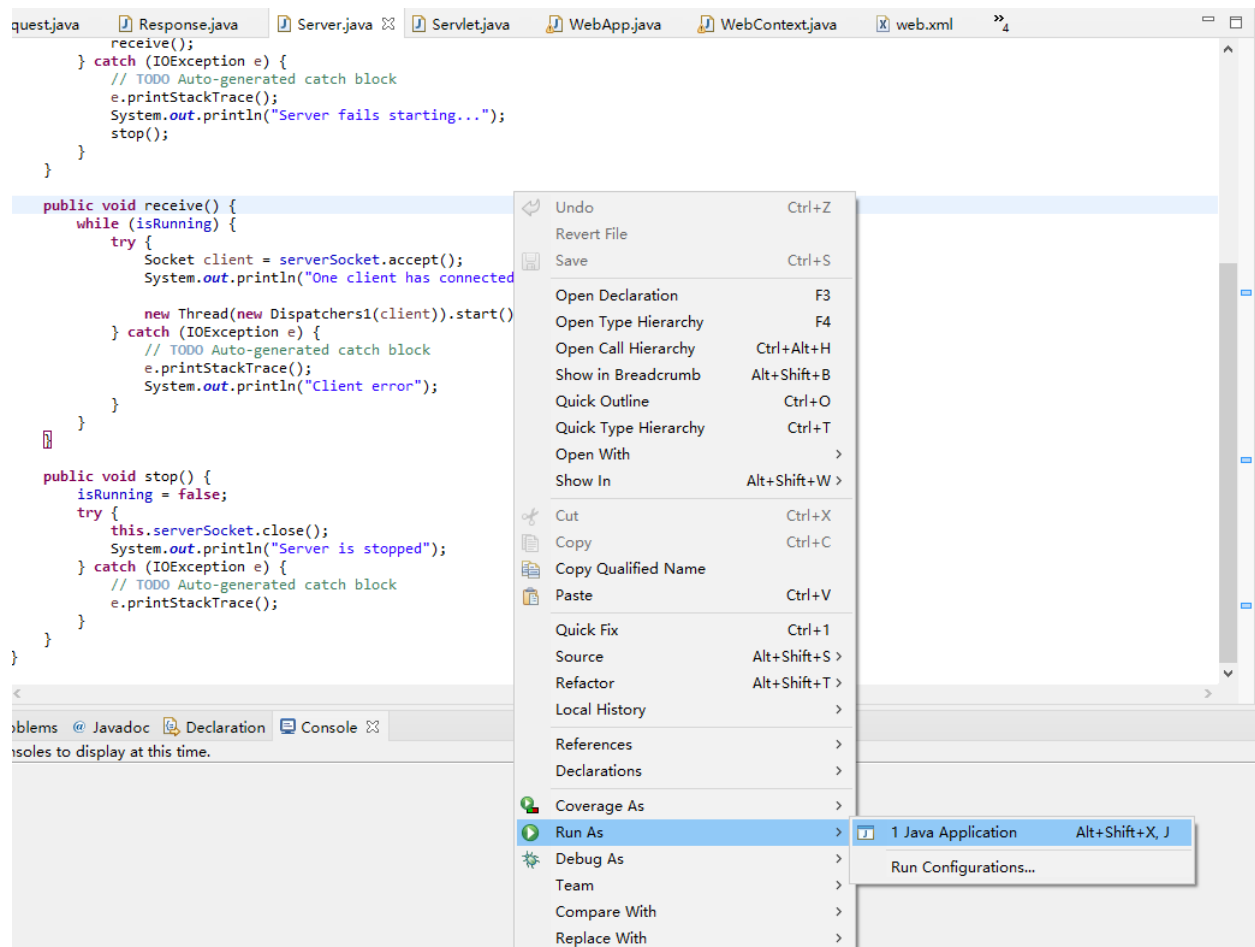 quest.java Response.java Server.java Servlet.java WebApp.java WebContext.java web.xml »4
receive();
} catch (IOException e) {
// TODO Auto-generated catch block
e.printStackTrace();
System.out.println("Server fails starting...");
stop();
}
}
public void receive() {
while (isRunning) {
try {
Socket client = serverSocket.accept();
System.out.println("One client has connected
new Thread(new Dispatchers1(client)).start()
} catch (IOException e) {
// TODO Auto-generated catch block
e.printStackTrace();
System.out.println("Client error");
}
}
}
public void stop() {
isRunning = false;
try {
this.serverSocket.close();
System.out.println("Server is stopped");
} catch (IOException e) {
// TODO Auto-generated catch block
e.printStackTrace();
}
}
}
oblems @ Javadoc Declaration Console
nsoles to display at this time.
Undo Ctrl+Z
Revert File
Save Ctrl+S
Open Declaration F3
Open Type Hierarchy F4
Open Call Hierarchy Ctrl+Alt+H
Show in Breadcrumb Alt+Shift+B
Quick Outline Ctrl+O
Quick Type Hierarchy Ctrl+T
Open With >
Show In Alt+Shift+W >
Cut Ctrl+X
Copy Ctrl+C
Copy Qualified Name
Paste Ctrl+V
Quick Fix Ctrl+1
Source Alt+Shift+S >
Refactor Alt+Shift+T >
Local History >
References >
Declarations >
Coverage As >
Run As >
Debug As >
Team >
Compare With >
Replace With >
1 Java Application Alt+Shift+X, J
Run Configurations...